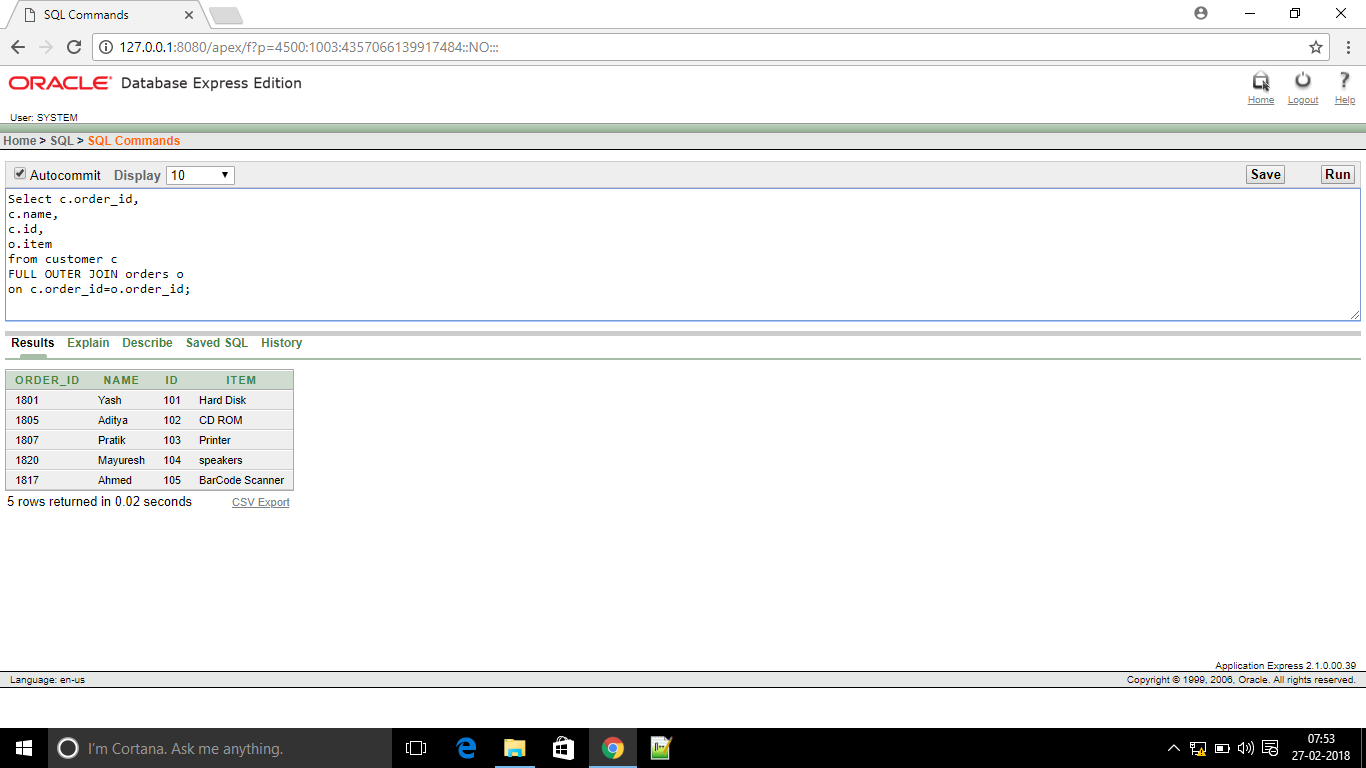 SQL Commands
127.0.0.1:8080/apex/f?p=4500:1003:4357066139917484::NO:::
ORACLE Database Express Edition
Home Logout Help
User: SYSTEM
Home > SQL > SQL Commands
Autocommit Display 10 Save Run
Select c.order_id,
c.name,
c.id,
o.item
from customer c
FULL OUTER JOIN orders o
on c.order_id=o.order_id;
Results Explain Describe Saved SQL History
ORDER_ID NAME ID ITEM
1801 Yash 101 Hard Disk
1805 Aditya 102 CD ROM
1807 Pratik 103 Printer
1820 Mayuresh 104 speakers
1817 Ahmed 105 BarCode Scanner
5 rows returned in 0.02 seconds CSV Export
Application Express 2.1.0.00.39
Language: en-us Copyright © 1999, 2006, Oracle. All rights reserved.
I'm Cortana. Ask me anything.
07:53
27-02-2018